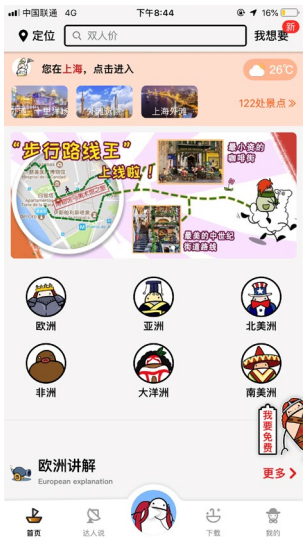 中国联通 4G 下午8:44 16%
定位 双人价 我想要 新
您在上海，点击进入 26℃
上海外滩 122处景点>
“步行路线王”
上线啦！
最小资的
咖啡街
最美的中世纪
街道路线
欧洲 亚洲 北美洲
非洲 大洋洲 南美洲
我要免费
欧洲讲解 更多>
European explanation
首页 达人说 下载 我的